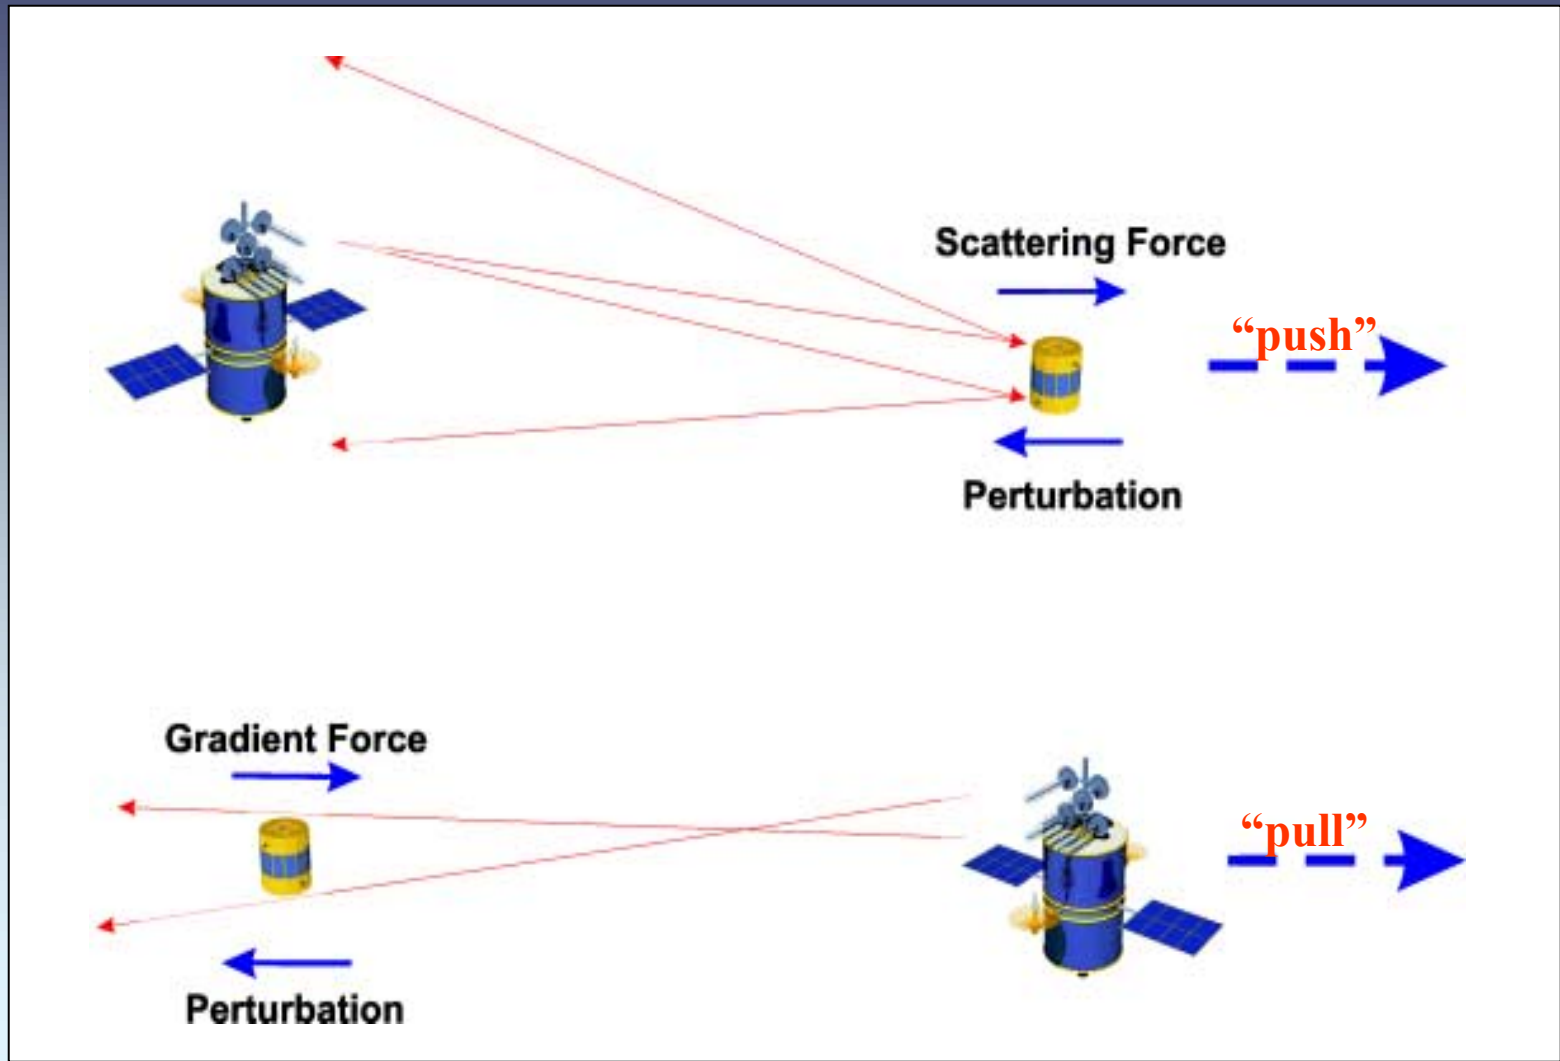 Scattering Force
“push”
Perturbation
Gradient Force
“pull”
Perturbation